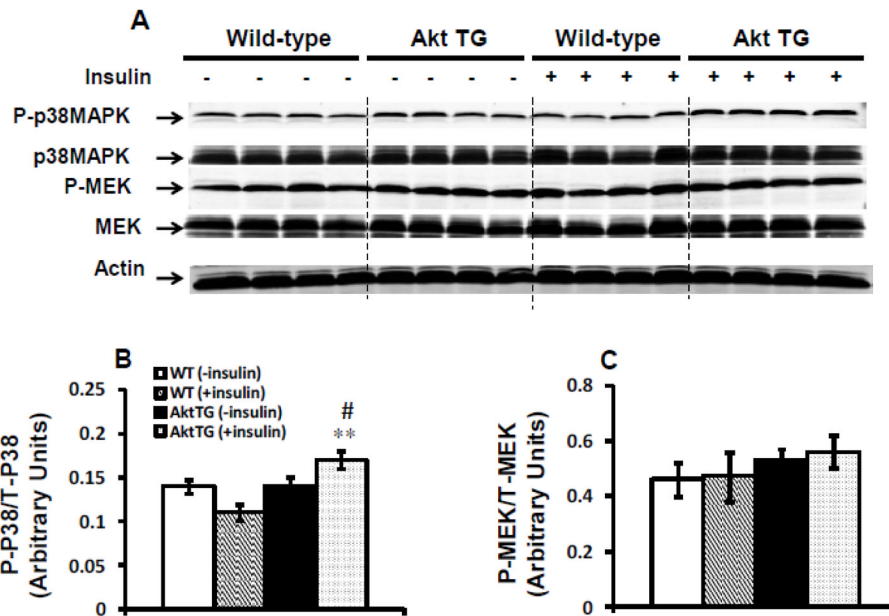 A
Wild-type Akt TG Wild-type Akt TG
Insulin - - - - - - - - + + + + + + + +
P-p38MAPK
p38MAPK
P-MEK
MEK
Actin
B
WT (-insulin)
WT (+insulin)
AktTG (-insulin)
AktTG (+insulin)
#
**
P-P38/T-P38
(Arbitrary Units)
0.25
0.2
0.15
0.1
0.05
0
C
P-MEK/T-MEK
(Arbitrary Units)
0.8
0.6
0.4
0.2
0